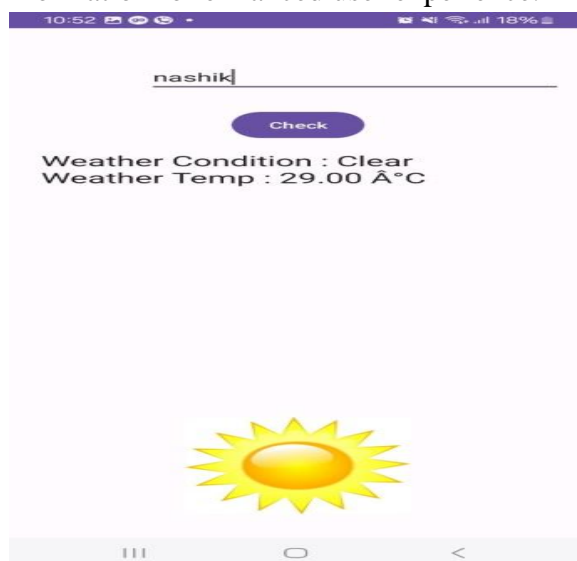 10:52
18%
nashik
Check
Weather Condition : Clear
Weather Temp : 29.00 Â°C